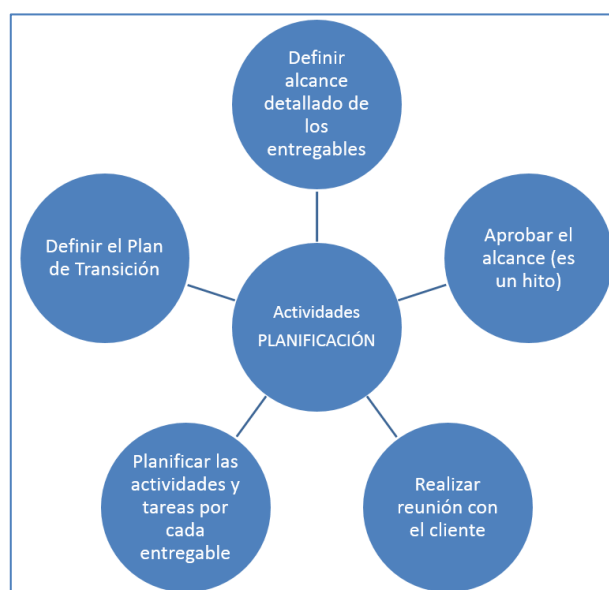 Definir
alcance
detallado de
los
entregables
Definir el Plan
de Transición
Aprobar el
alcance (es
un hito)
Actividades
PLANIFICACIÓN
Planificar las
actividades y
tareas por
cada
entregable
Realizar
reunión con
el cliente